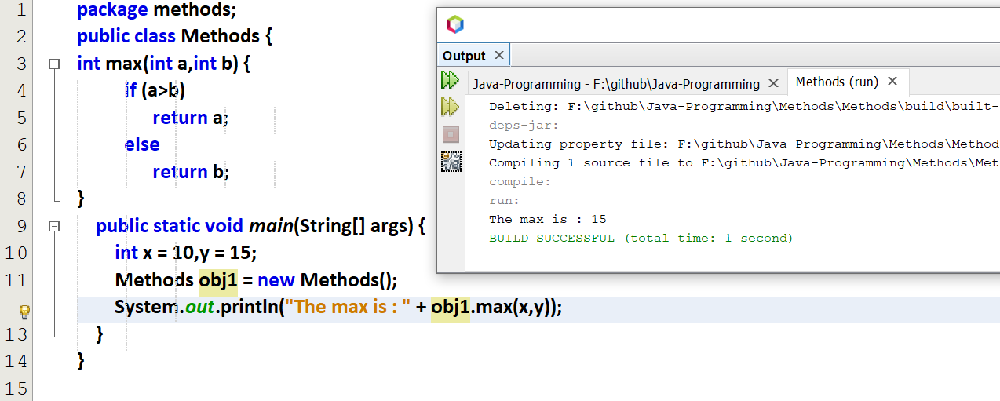 1 package methods;
2 public class Methods {
3 int max(int a,int b) {
4 if (a>b)
5 return a;
6 else
7 return b;
8 }
9 public static void main(String[] args) {
10 int x = 10,y = 15;
11 Methods obj1 = new Methods();
System.out.println("The max is : " + obj1.max(x,y));
13 }
14 }
15
Output
Java-Programming - F:\github\Java-Programming
Methods (run)
Deleting: F:\github\Java-Programming\Methods\Methods\build\built-
deps-jar:
Updating property file: F:\github\Java-Programming\Methods\Method
Compiling 1 source file to F:\github\Java-Programming\Methods\Met
compile:
run:
The max is : 15
BUILD SUCCESSFUL (total time: 1 second)